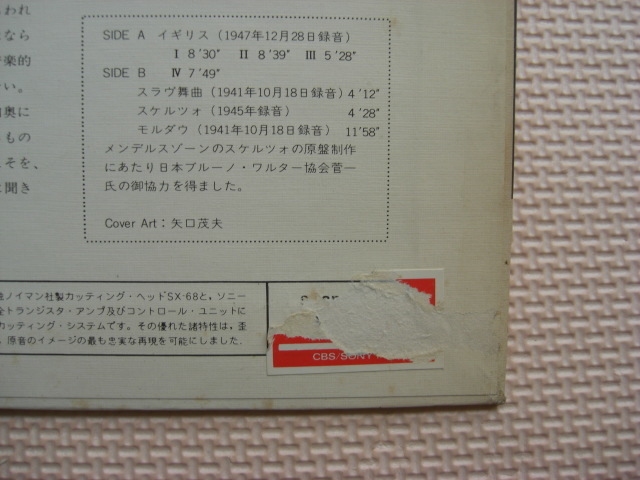 われ
なら
楽的
い。
奥に
もの
こそを、
に聞き
SIDE A イギリス (1947年12月28日録音)
I 8'30" II 8'39" III 5'28"
SIDE B IV 7'49"
スラヴ舞曲 (1941年10月18日録音) 4'12"
スケルツォ (1945年録音) 4'28"
モルダウ (1941年10月18日録音) 11'58"
メンデルスゾーンのスケルツォの原盤制作
にあたり日本ブルーノ・ワルター協会菅一
氏の御協力を得ました。
Cover Art : 矢口茂夫
ノイマン社製カッティング・ヘッドSX-68と, ソニー
全トランジスタ・アンプ及びコントロール・ユニットに
カッティング・システムです。その優れた諸特性は, 歪
原音のイメージの最も忠実な再現を可能にしました.
CBS/SONY